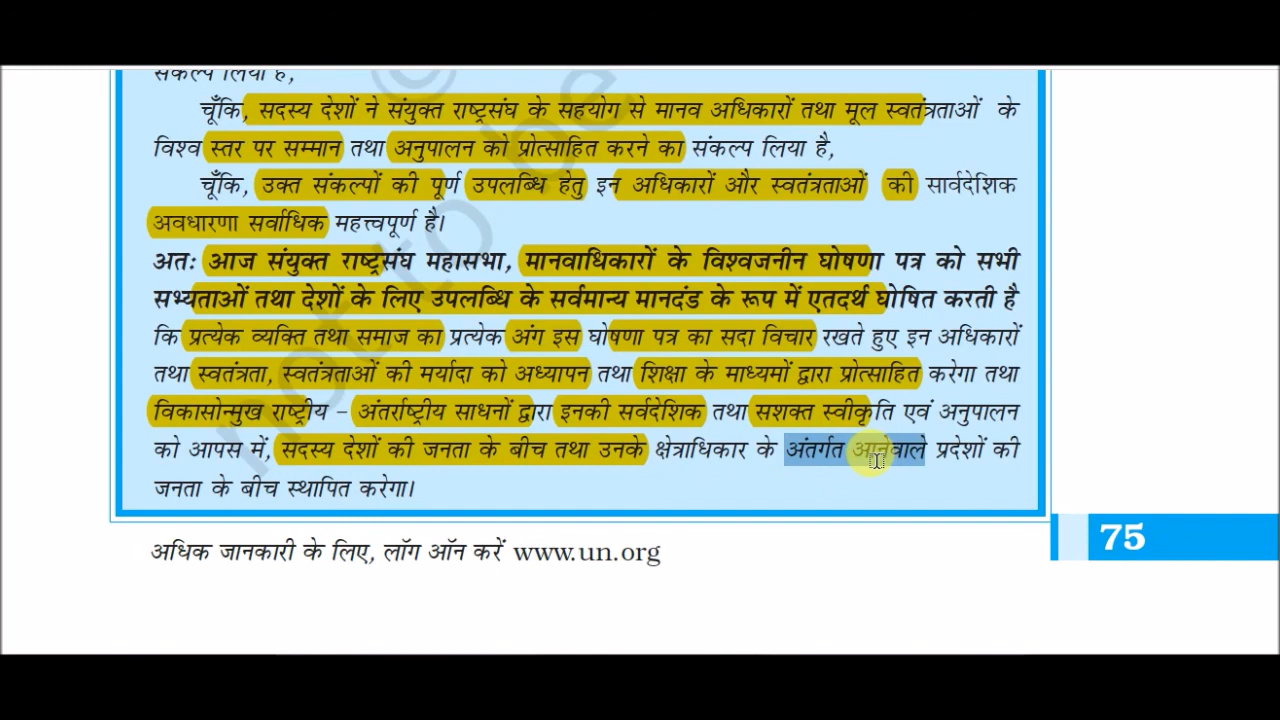 संकल्प लिया है,
चूँकि, सदस्य देशों ने संयुक्त राष्ट्रसंघ के सहयोग से मानव अधिकारों तथा मूल स्वतंत्रताओं के
विश्व स्तर पर सम्मान तथा अनुपालन को प्रोत्साहित करने का संकल्प लिया है,
चूँकि, उक्त संकल्पों की पूर्ण उपलब्धि हेतु इन अधिकारों और स्वतंत्रताओं की सार्वदेशिक
अवधारणा सर्वाधिक महत्त्वपूर्ण है।
अतः आज संयुक्त राष्ट्रसंघ महासभा, मानवाधिकारों के विश्वजनीन घोषणा पत्र को सभी
सभ्यताओं तथा देशों के लिए उपलब्धि के सर्वमान्य मानदंड के रूप में एतदर्थ घोषित करती है
कि प्रत्येक व्यक्ति तथा समाज का प्रत्येक अंग इस घोषणा पत्र का सदा विचार रखते हुए इन अधिकारों
तथा स्वतंत्रता, स्वतंत्रताओं की मर्यादा को अध्यापन तथा शिक्षा के माध्यमों द्वारा प्रोत्साहित करेगा तथा
विकासोन्मुख राष्ट्रीय – अंतर्राष्ट्रीय साधनों द्वारा इनकी सर्वदेशिक तथा सशक्त स्वीकृति एवं अनुपालन
को आपस में, सदस्य देशों की जनता के बीच तथा उनके क्षेत्राधिकार के अंतर्गत आनेवाले प्रदेशों की
जनता के बीच स्थापित करेगा।
not to be
©
अधिक जानकारी के लिए, लॉग ऑन करें www.un.org
75